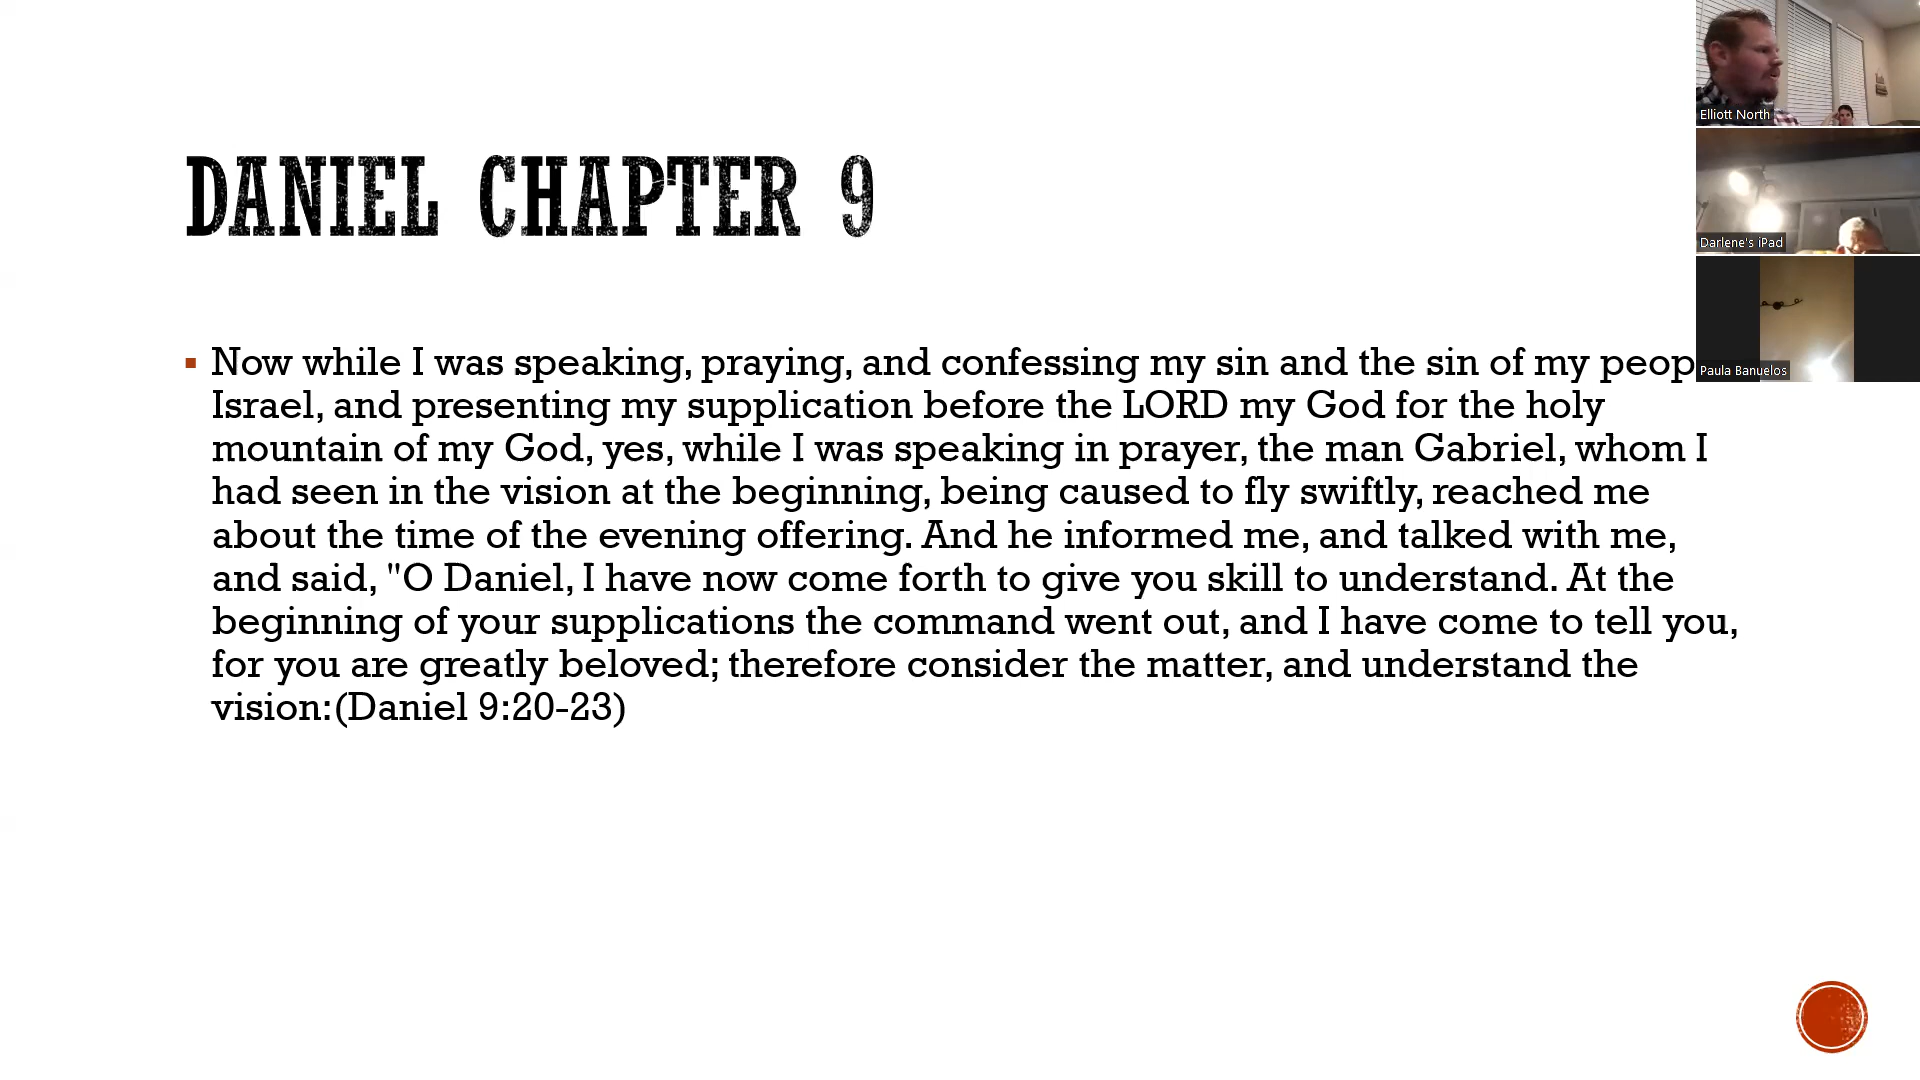 DANIEL CHAPTER 9
Now while I was speaking, praying, and confessing my sin and the sin of my
Israel, and presenting my supplication before the LORD my God for the holy
mountain of my God, yes, while I was speaking in prayer, the man Gabriel, whom I
had seen in the vision at the beginning, being caused to fly swiftly, reached me
about the time of the evening offering. And he informed me, and talked with me,
and said, "O Daniel, I have now come forth to give you skill to understand. At the
beginning of your supplications the command went out, and I have come to tell you,
for you are greatly beloved; therefore consider the matter, and understand the
vision:(Daniel 9:20-23)
Elliott North
Darlene's iPad
Paula Banuelos